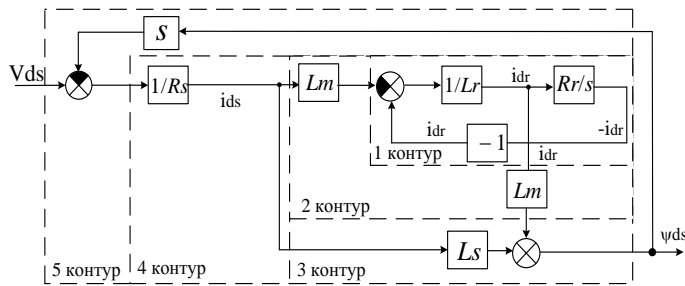 s
Vds
1/Rs
Lm
1/Lr
idr
Rr/s
ids
idr
-idr
− 1
1 контур
idr
Lm
2 контур
ψds
Ls
5 контур
4 контур
3 контур